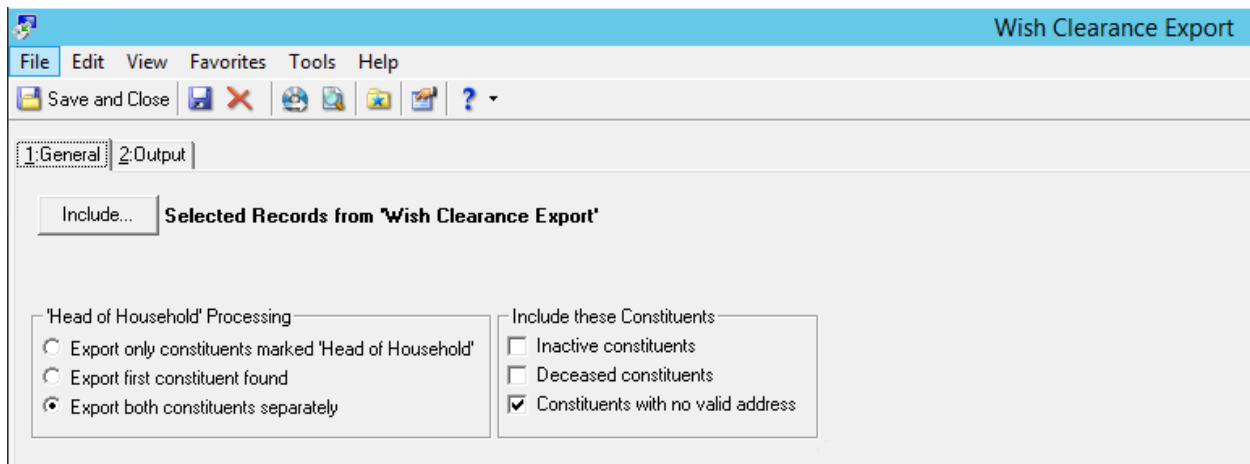 Wish Clearance Export
File Edit View Favorites Tools Help
Save and Close ?
1:General 2:Output
Include... Selected Records from 'Wish Clearance Export'
'Head of Household' Processing
Export only constituents marked 'Head of Household'
Export first constituent found
Export both constituents separately
Include these Constituents
Inactive constituents
Deceased constituents
Constituents with no valid address